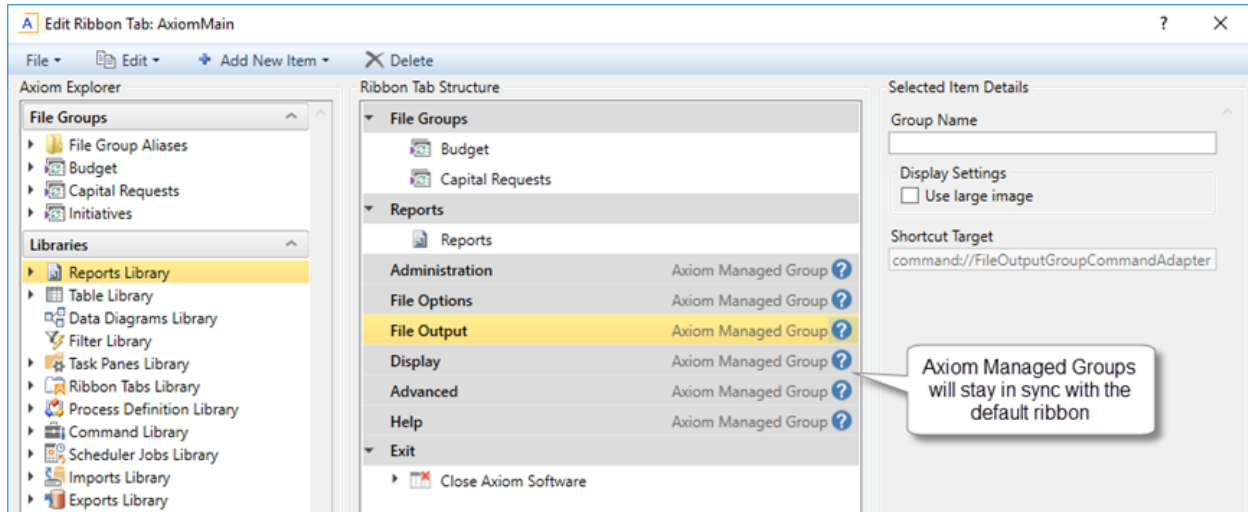 A Edit Ribbon Tab: AxiomMain
?
File
Edit
Add New Item
Delete
Axiom Explorer
File Groups
File Group Aliases
Budget
Capital Requests
Initiatives
Libraries
Reports Library
Table Library
Data Diagrams Library
Filter Library
Task Panes Library
Ribbon Tabs Library
Process Definition Library
Command Library
Scheduler Jobs Library
Imports Library
Exports Library
Ribbon Tab Structure
File Groups
Budget
Capital Requests
Reports
Reports
Administration Axiom Managed Group ?
File Options Axiom Managed Group ?
File Output Axiom Managed Group ?
Display Axiom Managed Group ?
Advanced Axiom Managed Group ?
Help Axiom Managed Group ?
Exit
Close Axiom Software
Axiom Managed Groups
will stay in sync with the
default ribbon
Selected Item Details
Group Name
Display Settings
Use large image
Shortcut Target
command://FileOutputGroupCommandAdapter